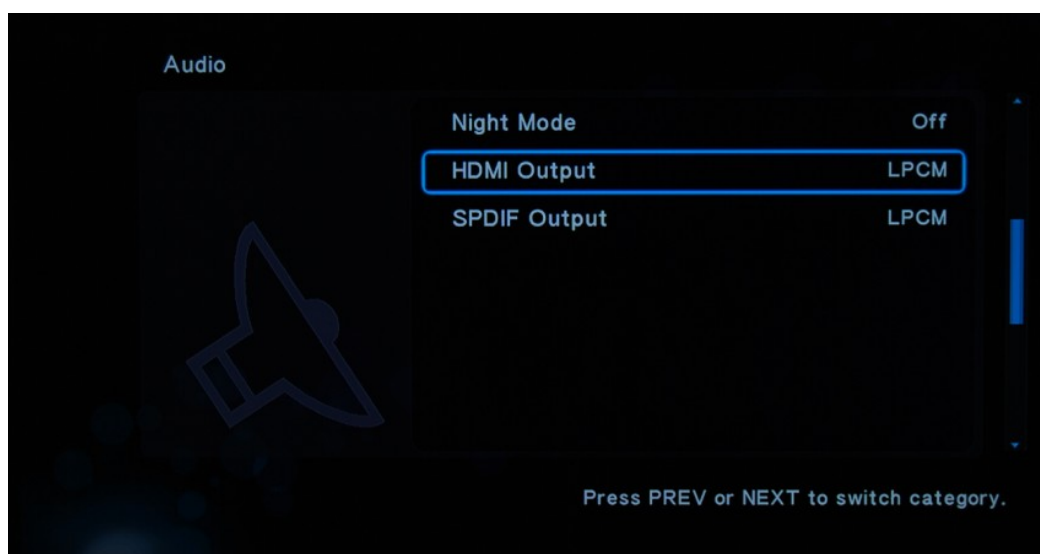 Audio
Night Mode Off
HDMI Output LPCM
SPDIF Output LPCM
Press PREV or NEXT to switch category.